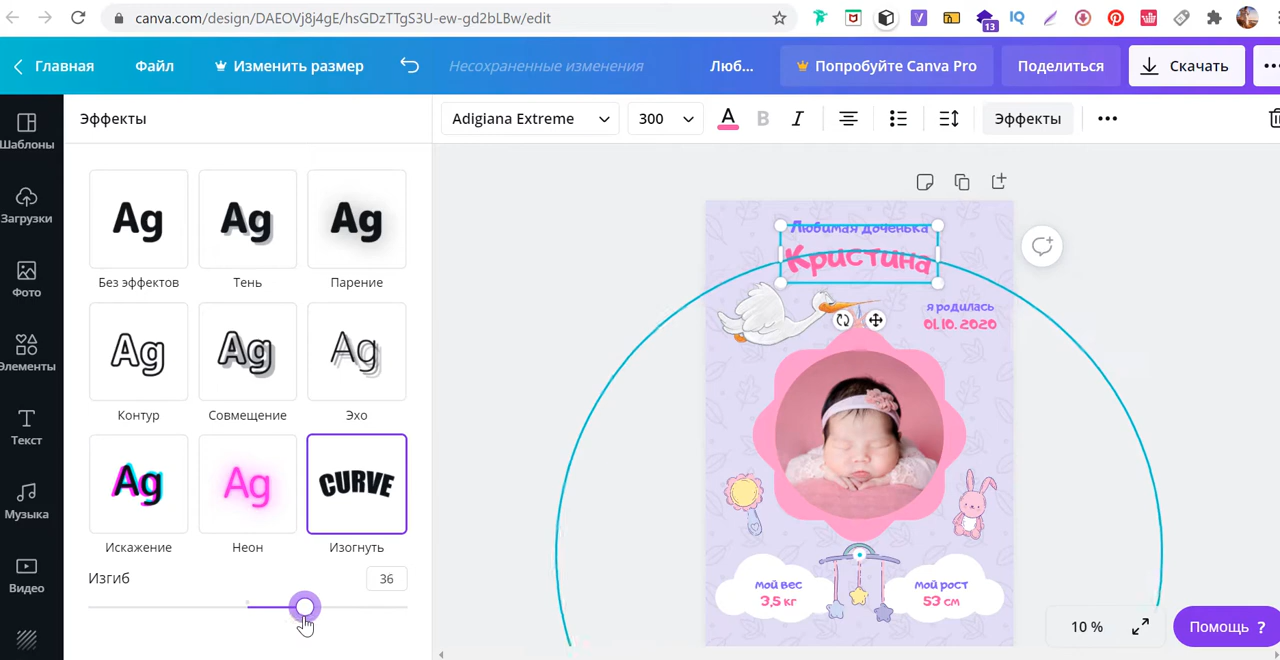 canva.com/design/DAEOVj8j4gE/hsGDzTTgS3U-ew-gd2bLBw/edit
13
Главная
Файл
Изменить размер
Несохраненные изменения
Люб...
Попробуйте Canva Pro
Поделиться
Скачать
Эффекты
Adigiana Extreme
300
A
B
I
Эффекты
Шаблоны
Загрузки
Фото
Элементы
Текст
Музыка
Видео
Ag
Ag
Ag
Без эффектов
Тень
Парение
Ag
Ag
Ag
Контур
Совмещение
Эхо
Ag
Ag
CURVE
Искажение
Неон
Изогнуть
Изгиб
36
Любимая доченька
Кристина
я родилась
01.10. 2020
мой вес
3,5 кг
мой рост
53 см
10 %
Помощь ?